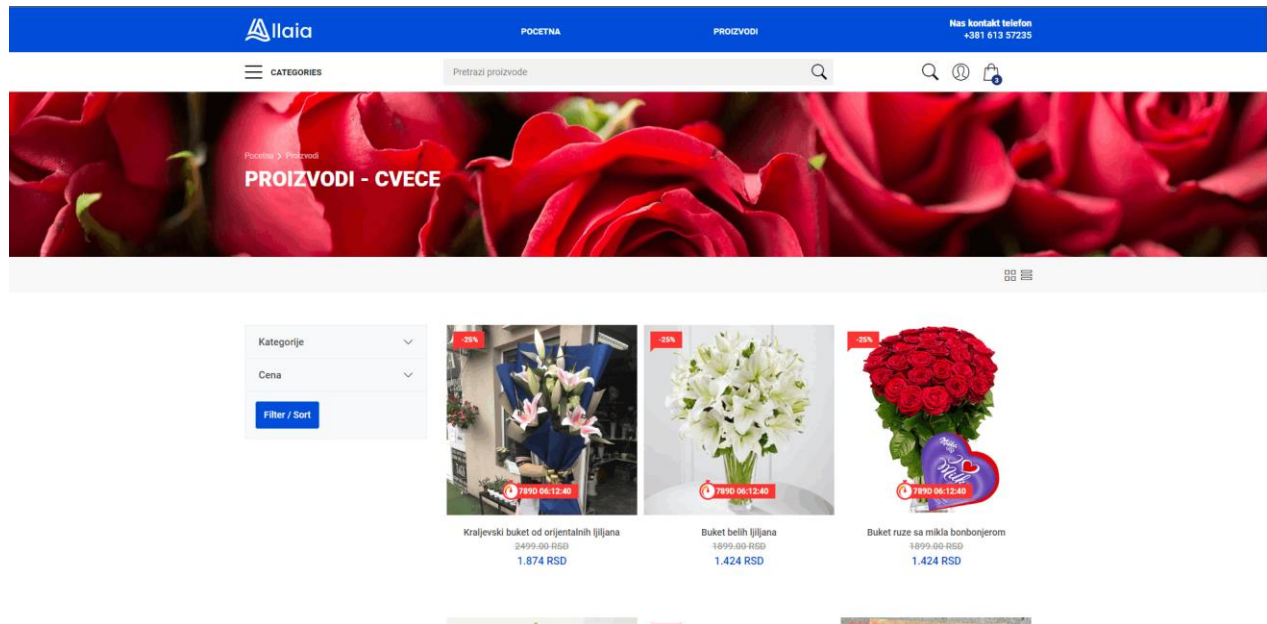 Allaia
POCETNA
PROIZVODI
Nas kontakt telefon
+381 613 57235
CATEGORIES
Pretrazi proizvode
3
Pocetna > Proizvodi
PROIZVODI - CVECE
Kategorije
Cena
Filter / Sort
-25%
789D 06:12:40
Kraljevski buket od orijentalnih ljiljana
2499.00 RSD
1.874 RSD
-25%
789D 06:12:40
Buket belih ljiljana
1899.00 RSD
1.424 RSD
-25%
Milka
I
Milka
789D 06:12:40
Buket ruze sa mikla bonbonjerom
1899.00 RSD
1.424 RSD